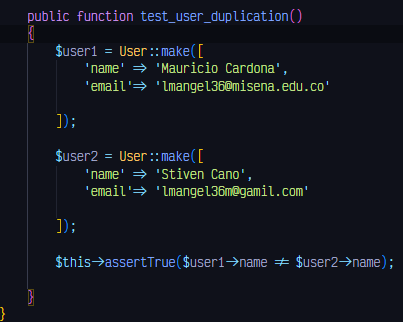 public function test_user_duplication()
{
$user1 = User::make([
'name' => 'Mauricio Cardona',
'email'=> 'lmangel36@misena.edu.co'
]);
$user2 = User::make([
'name' => 'Stiven Cano',
'email'=> 'lmangel36m@gamil.com'
]);
$this->assertTrue($user1->name != $user2->name);
}
}